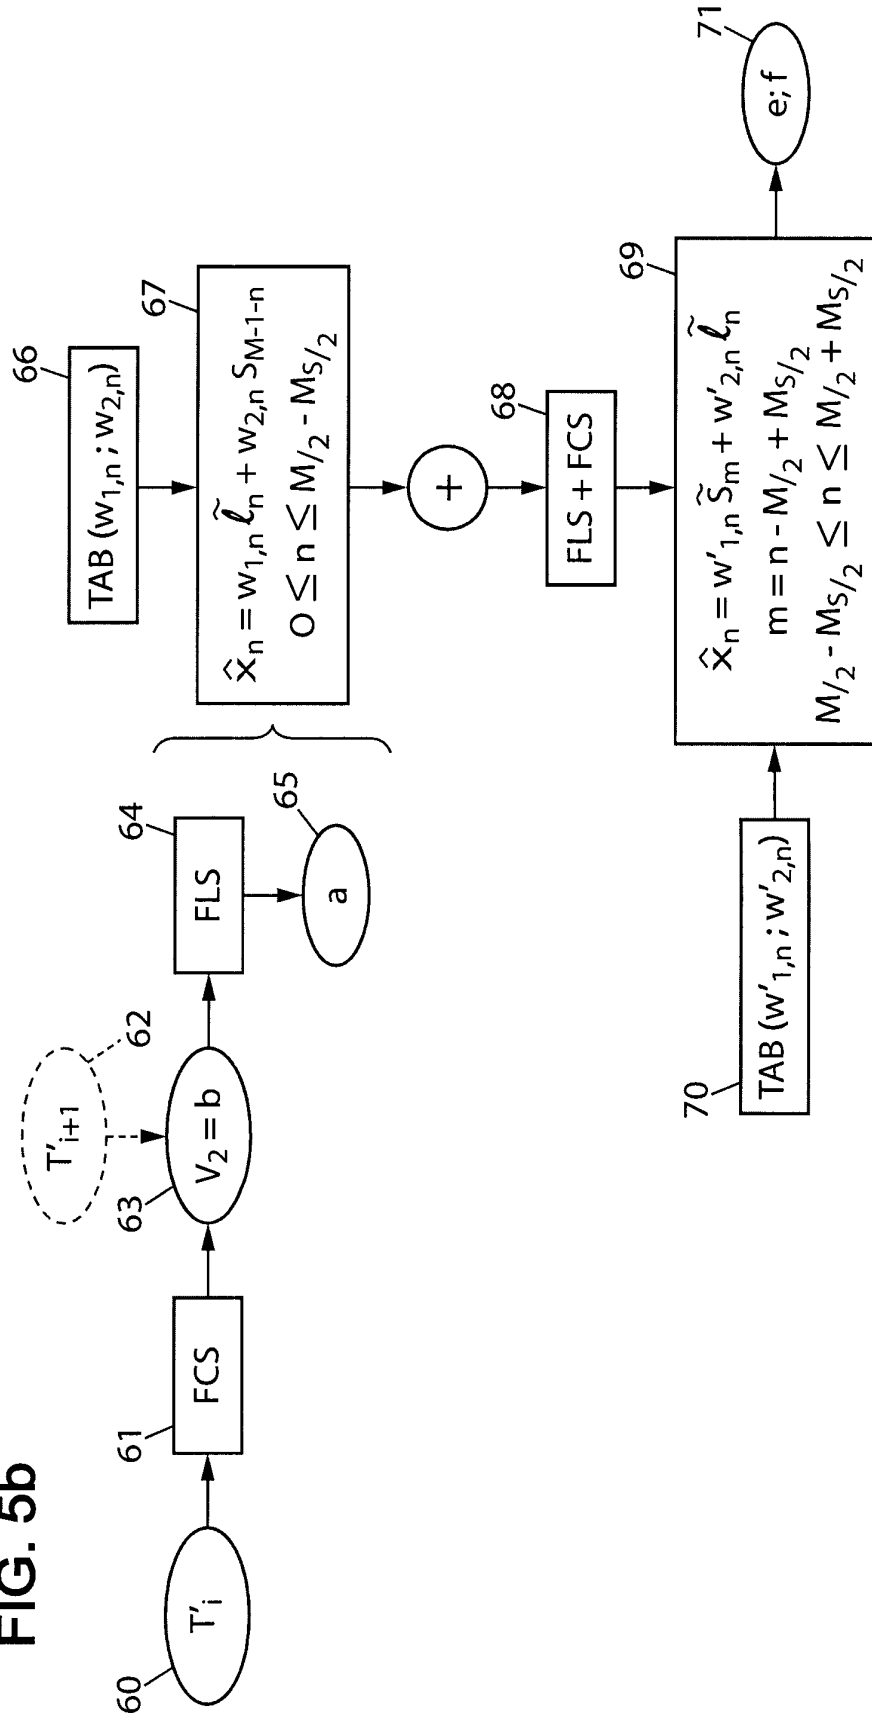 FIG. 5b
60
T'i
61
FCS
62
T'i+1
63
V2 = b
64
FLS
65
a
66
TAB (w1,n ; w2,n)
67
x̂n = w1,n ℓ̃n + w2,n SM-1-n
0 ≤ n ≤ M/2 - MS/2
+
68
FLS + FCS
69
x̂n = w'1,n S̃m + w'2,n ℓ̃n
m = n - M/2 + MS/2
M/2 - MS/2 ≤ n ≤ M/2 + MS/2
70
TAB (w'1,n ; w'2,n)
71
e; f